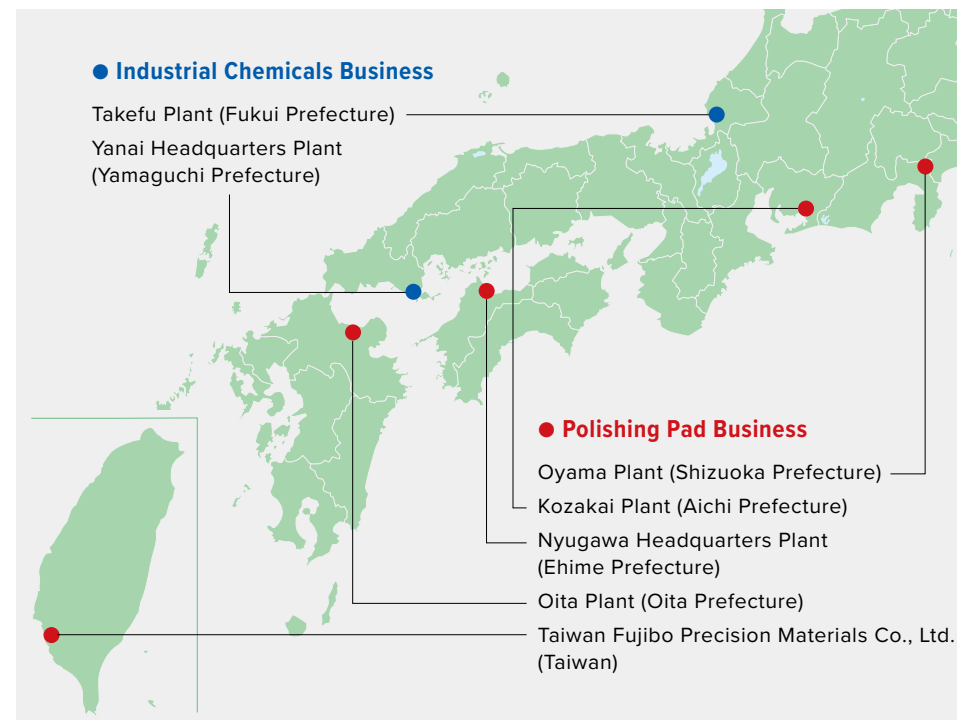 Industrial Chemicals Business
Takefu Plant (Fukui Prefecture)
Yanai Headquarters Plant
(Yamaguchi Prefecture)
Polishing Pad Business
Oyama Plant (Shizuoka Prefecture)
Kozakai Plant (Aichi Prefecture)
Nyugawa Headquarters Plant
(Ehime Prefecture)
Oita Plant (Oita Prefecture)
Taiwan Fujibo Precision Materials Co., Ltd.
(Taiwan)